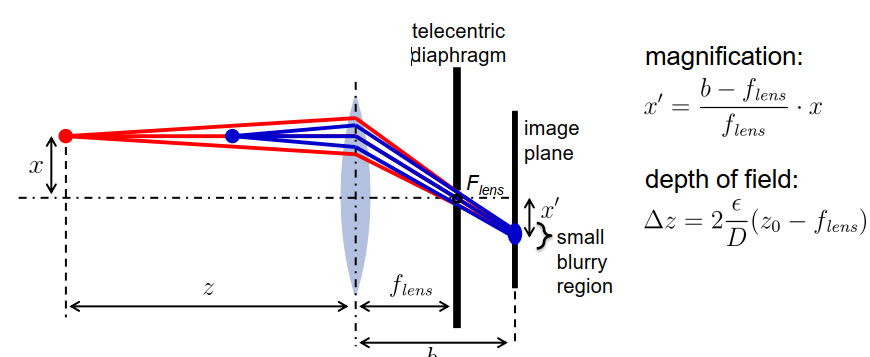 telecentric
diaphragm
magnification:
x′ = (b − f_lens) / f_lens · x
image
plane
x
F_lens
depth of field:
x′
Δz = 2 ϵ/D (z_0 − f_lens)
small
blurry
region
z
f_lens
b